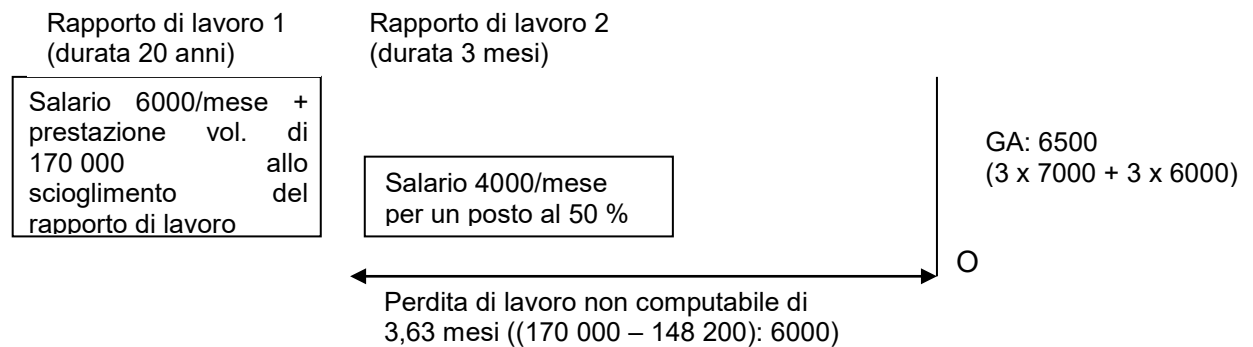 Rapporto di lavoro 1
(durata 20 anni)
Rapporto di lavoro 2
(durata 3 mesi)
Salario 6000/mese +
prestazione vol. di
170 000 allo
scioglimento del
rapporto di lavoro
Salario 4000/mese
per un posto al 50 %
GA: 6500
(3 x 7000 + 3 x 6000)
O
Perdita di lavoro non computabile di
3,63 mesi ((170 000 – 148 200): 6000)